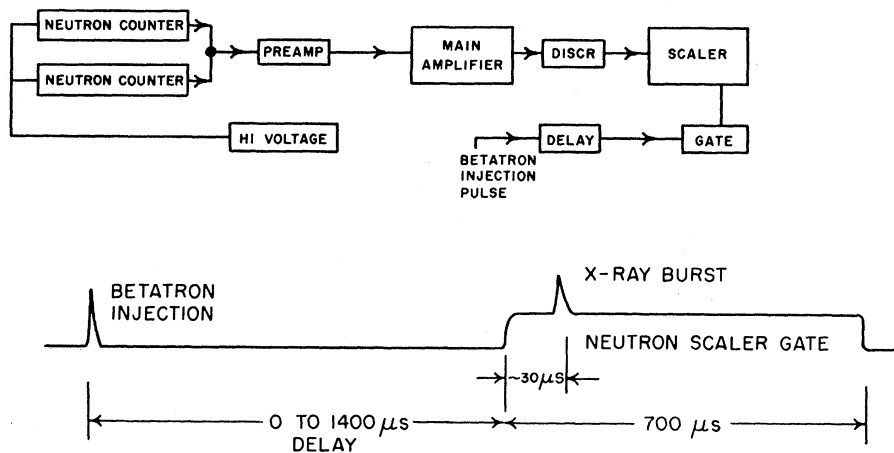 NEUTRON COUNTER
NEUTRON COUNTER
PREAMP
MAIN
AMPLIFIER
DISCR
SCALER
HI VOLTAGE
DELAY
GATE
BETATRON
INJECTION
PULSE
BETATRON
INJECTION
X-RAY BURST
NEUTRON SCALER GATE
~30μS
0 TO 1400 μs
DELAY
700 μs